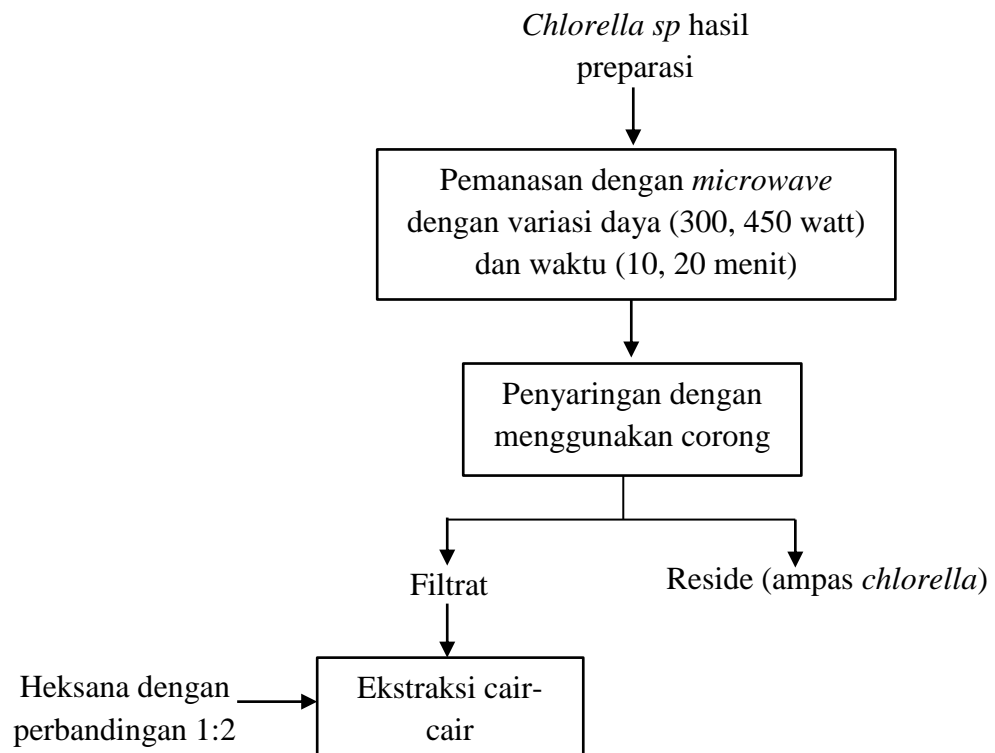 Chlorella sp hasil
preparasi
Pemanasan dengan microwave
dengan variasi daya (300, 450 watt)
dan waktu (10, 20 menit)
Penyaringan dengan
menggunakan corong
Filtrat
Reside (ampas chlorella)
Heksana dengan
perbandingan 1:2
Ekstraksi cair-
cair